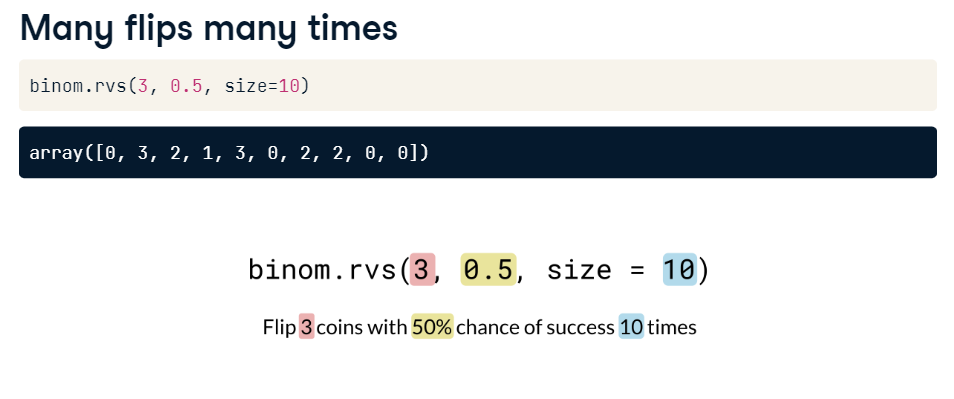 Many flips many times
binom.rvs(3, 0.5, size=10)
array([0, 3, 2, 1, 3, 0, 2, 2, 0, 0])
binom.rvs(3, 0.5, size = 10)
Flip 3 coins with 50% chance of success 10 times